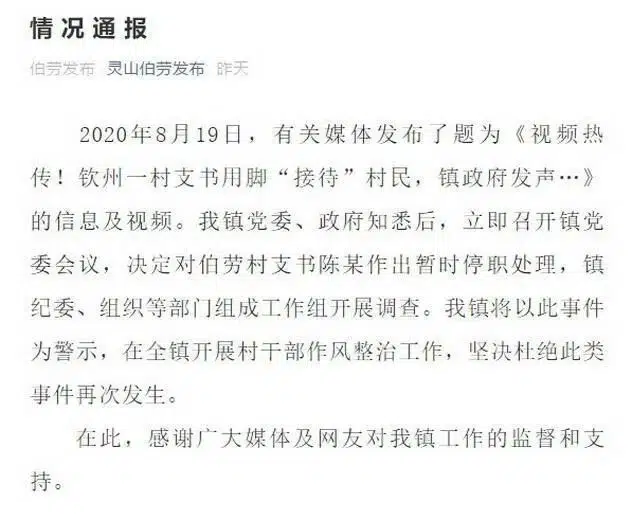 情况通报
伯劳发布 灵山伯劳发布 昨天
2020年8月19日，有关媒体发布了题为《视频热
传！钦州一村支书用脚“接待”村民，镇政府发声…》
的信息及视频。我镇党委、政府知悉后，立即召开镇党
委会议，决定对伯劳村支书陈某作出暂时停职处理，镇
纪委、组织等部门组成工作组开展调查。我镇将以此事件
为警示，在全镇开展村干部作风整治工作，坚决杜绝此类
事件再次发生。
在此，感谢广大媒体及网友对我镇工作的监督和支
持。